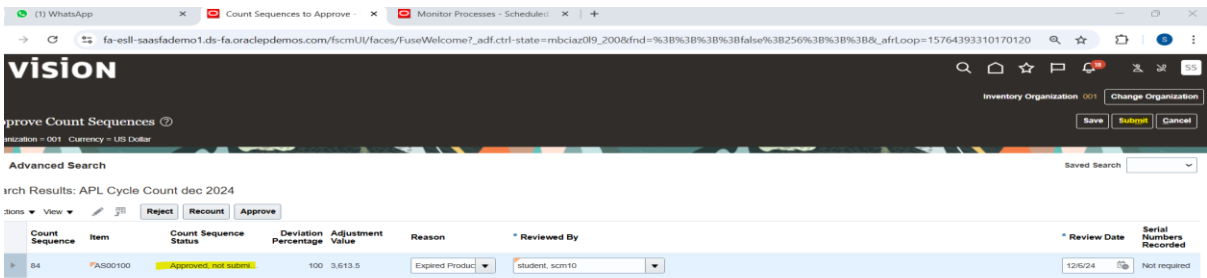 (1) WhatsApp
Count Sequences to Approve -
Monitor Processes - Scheduled
fa-esll-saasfademo1.ds-fa.oraclepdemos.com/fscmUI/faces/FuseWelcome?_adf.ctrl-state=mbciaz0l9_200&fnd=%3B%3B%3B%3Bfalse%3B256%3B%3B%3B&_afrLoop=15764393310170120
S
vision
18
SS
Inventory Organization 001 Change Organization
prove Count Sequences
Save Submit Cancel
anization = 001 Currency = US Dollar
Advanced Search
Saved Search
arch Results: APL Cycle Count dec 2024
ctions View Reject Recount Approve
Count Sequence Item Count Sequence Status Deviation Percentage Adjustment Value Reason * Reviewed By * Review Date Serial Numbers Recorded
84 AS00100 Approved, not submi... 100 3,613.5 Expired Produc student, scm10 12/6/24 Not required